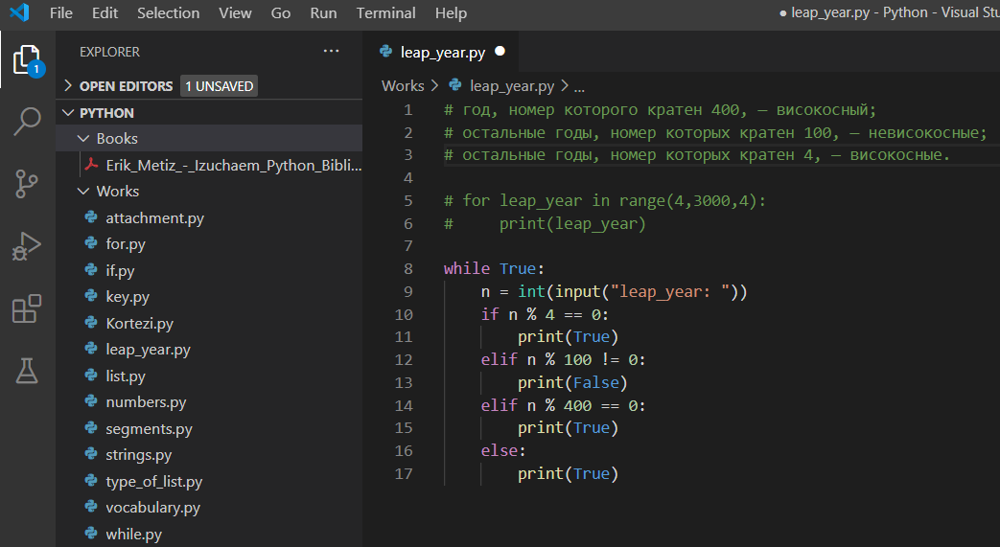 File Edit Selection View Go Run Terminal Help
● leap_year.py - Python - Visual Stu
EXPLORER ...
1
OPEN EDITORS 1 UNSAVED
PYTHON
Books
Erik_Metiz_-_Izuchaem_Python_Bibli...
Works
attachment.py
for.py
if.py
key.py
Kortezi.py
leap_year.py
list.py
numbers.py
segments.py
strings.py
type_of_list.py
vocabulary.py
while.py
leap_year.py ●
Works > leap_year.py > ...
1 # год, номер которого кратен 400, — високосный;
2 # остальные годы, номер которых кратен 100, — невисокосные;
3 # остальные годы, номер которых кратен 4, — високосные.
4
5 # for leap_year in range(4,3000,4):
6 #     print(leap_year)
7
8 while True:
9     n = int(input("leap_year: "))
10     if n % 4 == 0:
11         print(True)
12     elif n % 100 != 0:
13         print(False)
14     elif n % 400 == 0:
15         print(True)
16     else:
17         print(True)